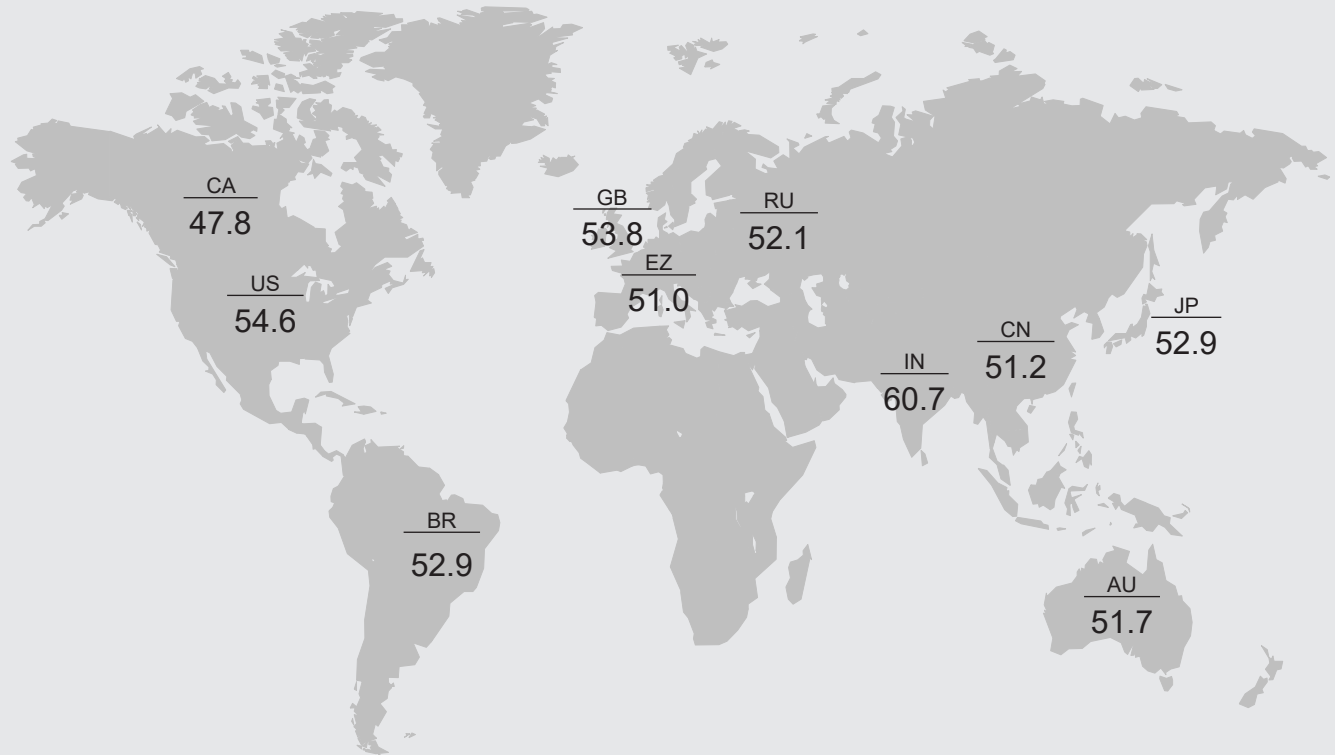 CA
47.8
GB
53.8
RU
52.1
EZ
51.0
US
54.6
JP
52.9
CN
51.2
IN
60.7
BR
52.9
AU
51.7